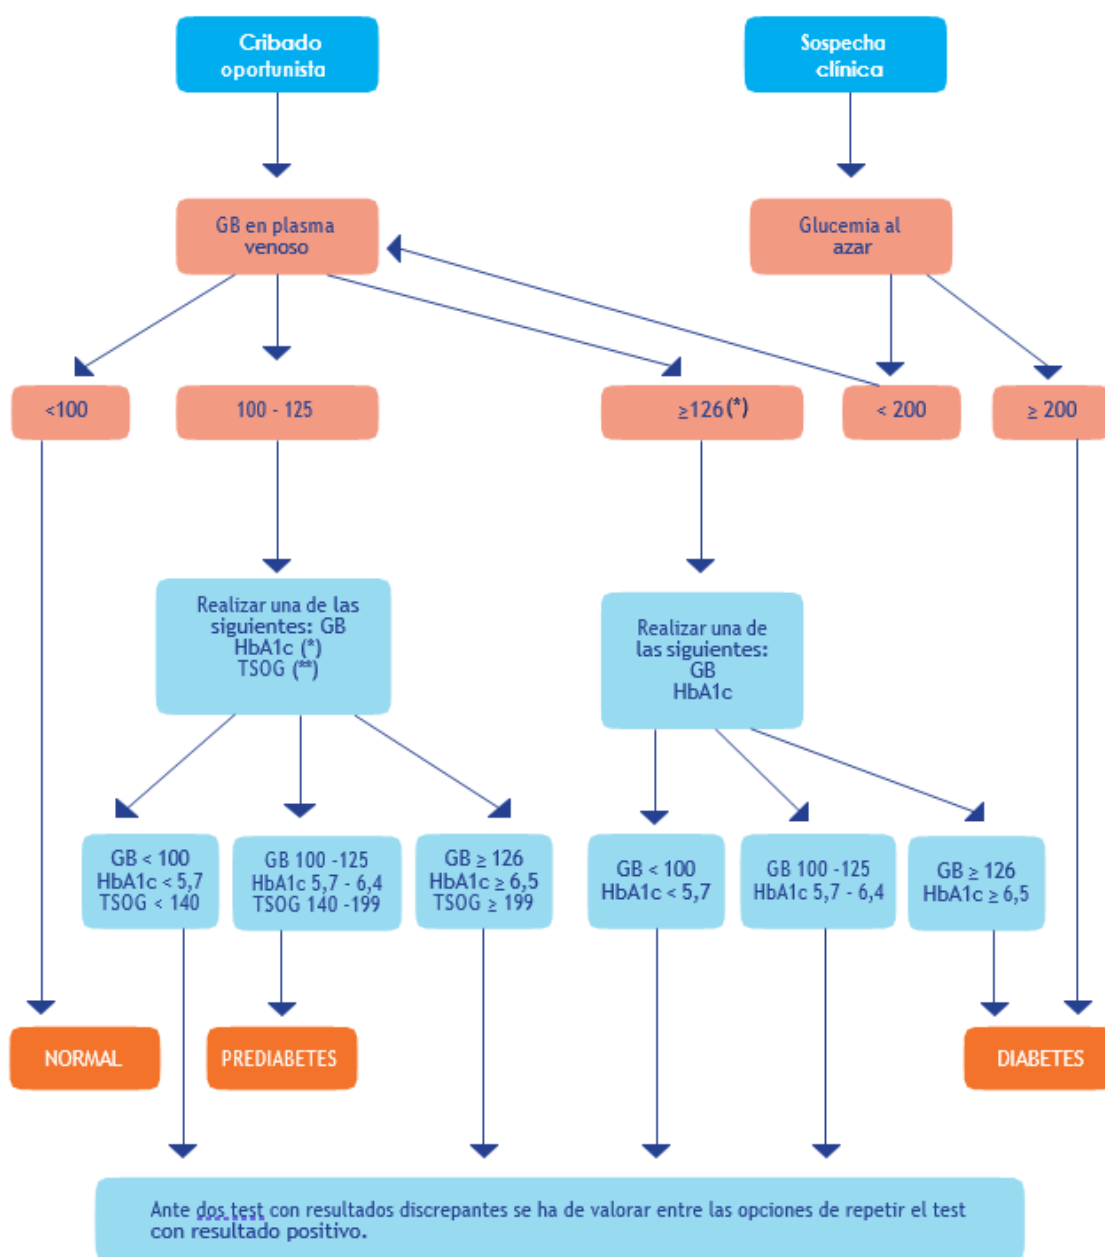 Cribado
oportunista
Sospecha
clínica
GB en plasma
venoso
Glucemia al
azar
<100
100 - 125
≥126(*)
< 200
≥ 200
Realizar una de las
siguientes: GB
HbA1c (*)
TSOG (**)
Realizar una de
las siguientes:
GB
HbA1c
GB < 100
HbA1c < 5,7
TSOG < 140
GB 100 -125
HbA1c 5,7 - 6,4
TSOG 140 -199
GB ≥ 126
HbA1c ≥ 6,5
TSOG ≥ 199
GB < 100
HbA1c < 5,7
GB 100 -125
HbA1c 5,7 - 6,4
GB ≥ 126
HbA1c ≥ 6,5
NORMAL
PREDIABETES
DIABETES
Ante dos test con resultados discrepantes se ha de valorar entre las opciones de repetir el test
con resultado positivo.